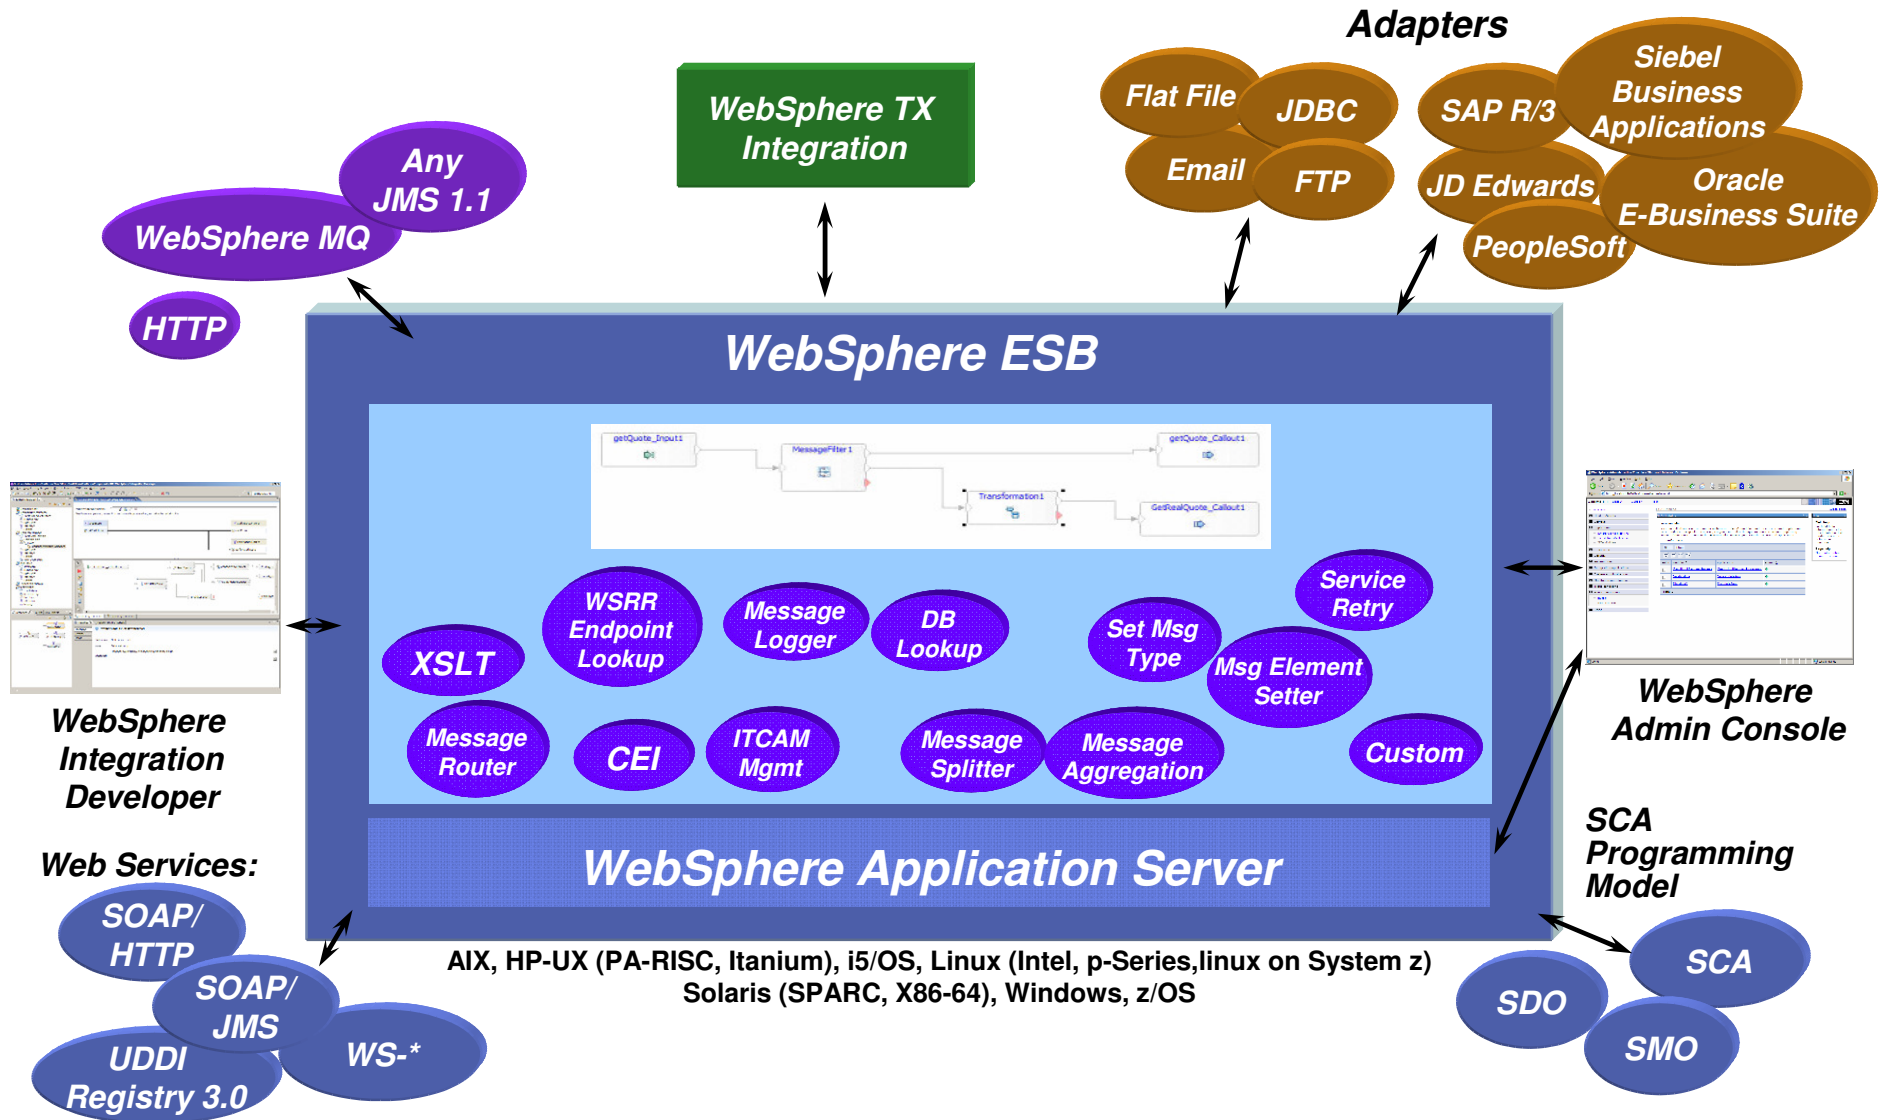 Adapters
Flat File
JDBC
Email
FTP
SAP R/3
Siebel
Business
Applications
JD Edwards
Oracle
E-Business Suite
PeopleSoft
WebSphere TX
Integration
Any
JMS 1.1
WebSphere MQ
HTTP
WebSphere ESB
getQuote_Input1
MessageFilter1
getQuote_Callout1
Transformation1
GetRealQuote_Callout1
Service
Retry
WSRR
Endpoint
Lookup
Message
Logger
DB
Lookup
Set Msg
Type
Msg Element
Setter
XSLT
Message
Router
CEI
ITCAM
Mgmt
Message
Splitter
Message
Aggregation
Custom
WebSphere
Integration
Developer
WebSphere
Admin Console
WebSphere Application Server
SCA
Programming
Model
SCA
SDO
SMO
Web Services:
SOAP/
HTTP
SOAP/
JMS
WS-*
UDDI
Registry 3.0
AIX, HP-UX (PA-RISC, Itanium), i5/OS, Linux (Intel, p-Series,linux on System z)
Solaris (SPARC, X86-64), Windows, z/OS